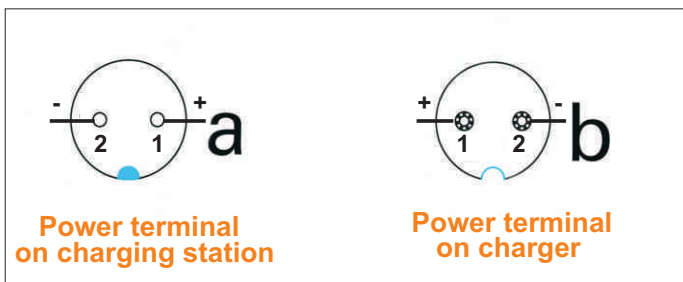 - + a
2 1
Power terminal
on charging station
+ - b
1 2
Power terminal
on charger